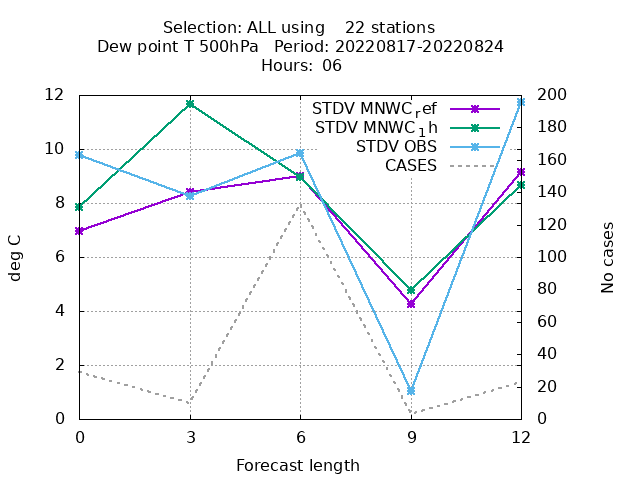 Selection: ALL using    22 stations
Dew point T 500hPa   Period: 20220817-20220824
Hours: 06
STDV MNWCref
STDV MNWC1h
STDV OBS
CASES
deg C
No cases
12
10
8
6
4
2
0
200
180
160
140
120
100
80
60
40
20
0
0 3 6 9 12
Forecast length